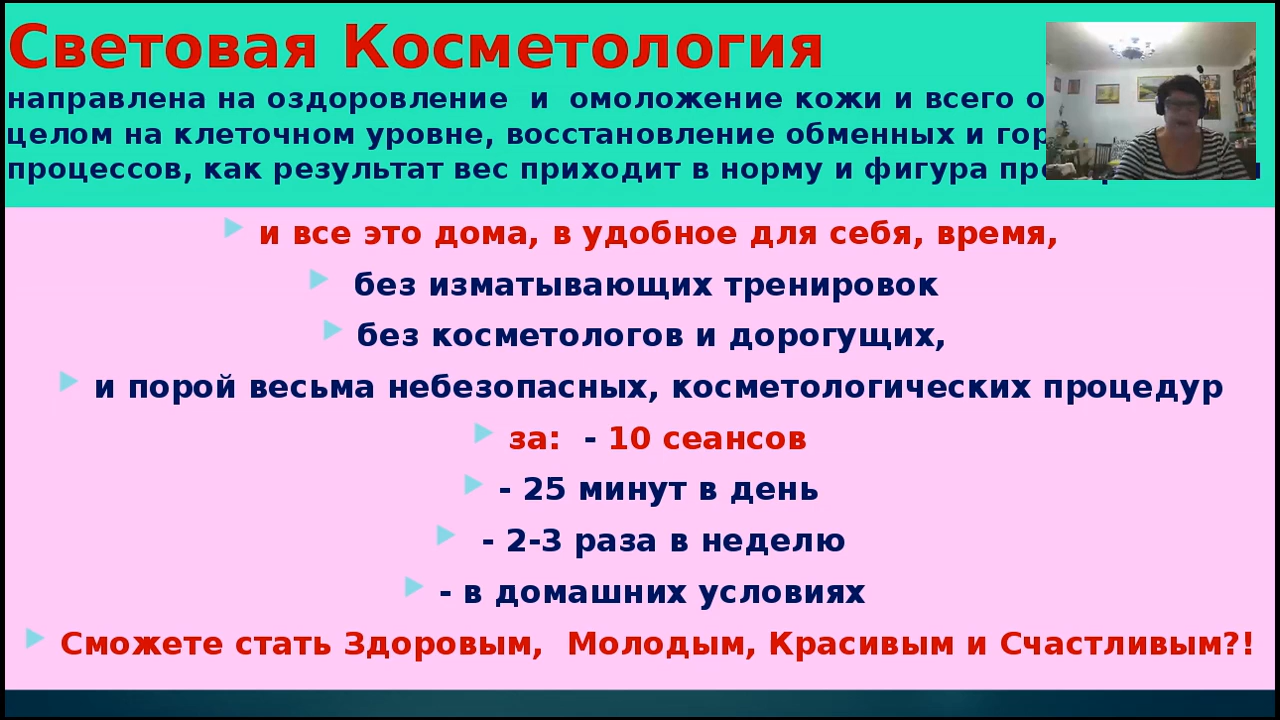 Световая Косметология
направлена на оздоровление и омоложение кожи и всего
целом на клеточном уровне, восстановление обменных и
процессов, как результат вес приходит в норму и фигура
и все это дома, в удобное для себя, время,
без изматывающих тренировок
без косметологов и дорогущих,
и порой весьма небезопасных, косметологических процедур
за: - 10 сеансов
- 25 минут в день
- 2-3 раза в неделю
- в домашних условиях
Сможете стать Здоровым, Молодым, Красивым и Счастливым?!